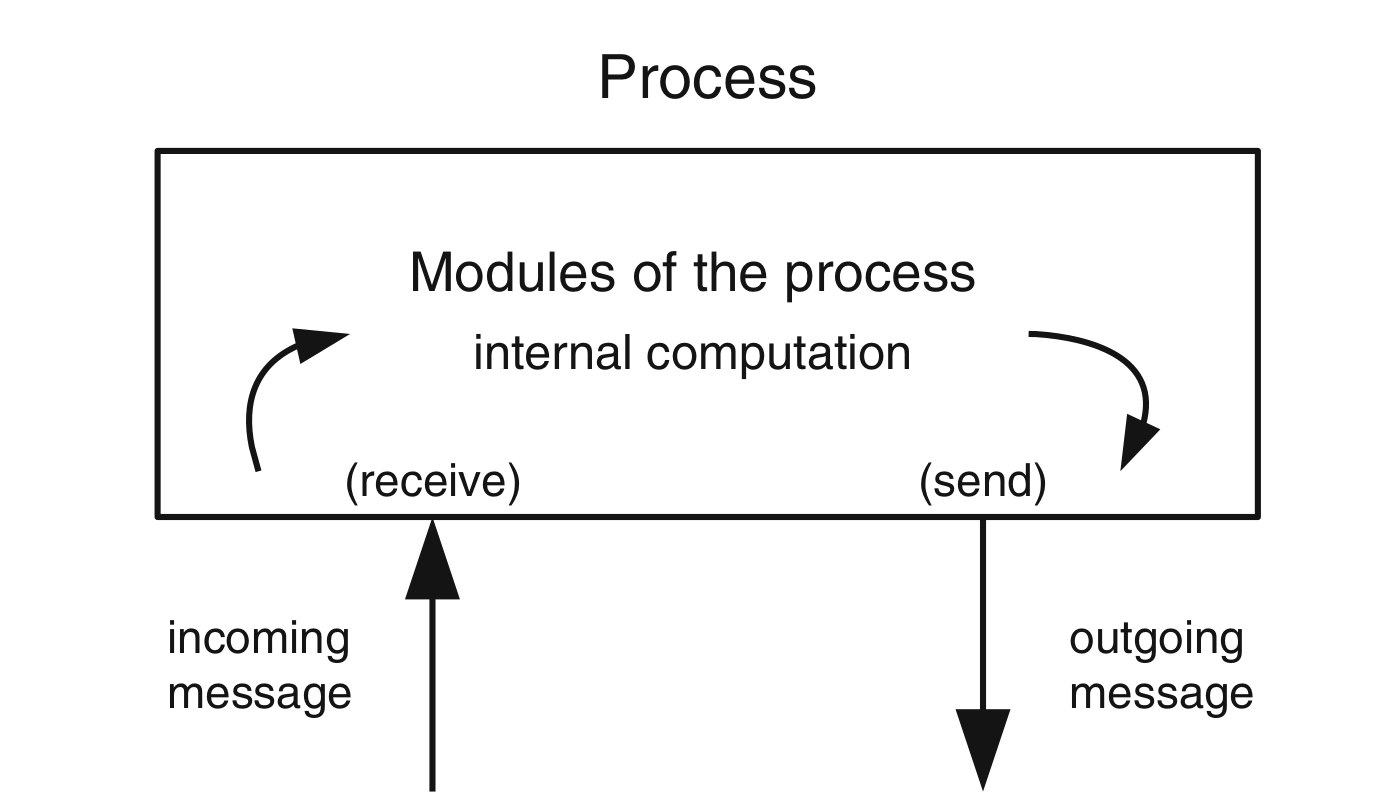 Process
Modules of the process
internal computation
(receive)
(send)
incoming
message
outgoing
message